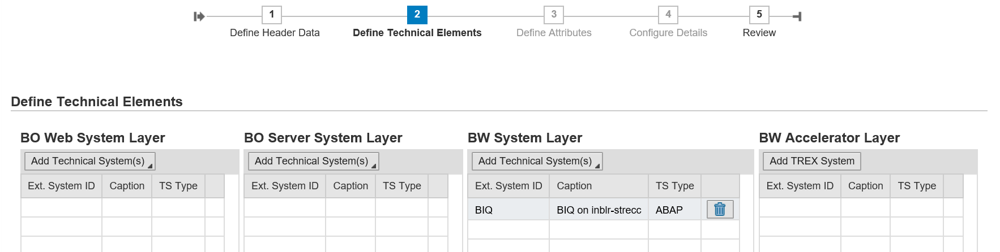 1 2 3 4 5
Define Header Data Define Technical Elements Define Attributes Configure Details Review
Define Technical Elements
BO Web System Layer BO Server System Layer BW System Layer BW Accelerator Layer
Add Technical System(s) Add Technical System(s) Add Technical System(s) Add TREX System
Ext. System ID Caption TS Type Ext. System ID Caption TS Type Ext. System ID Caption TS Type Ext. System ID Caption TS Type
BIQ BIQ on inblr-strecc ABAP